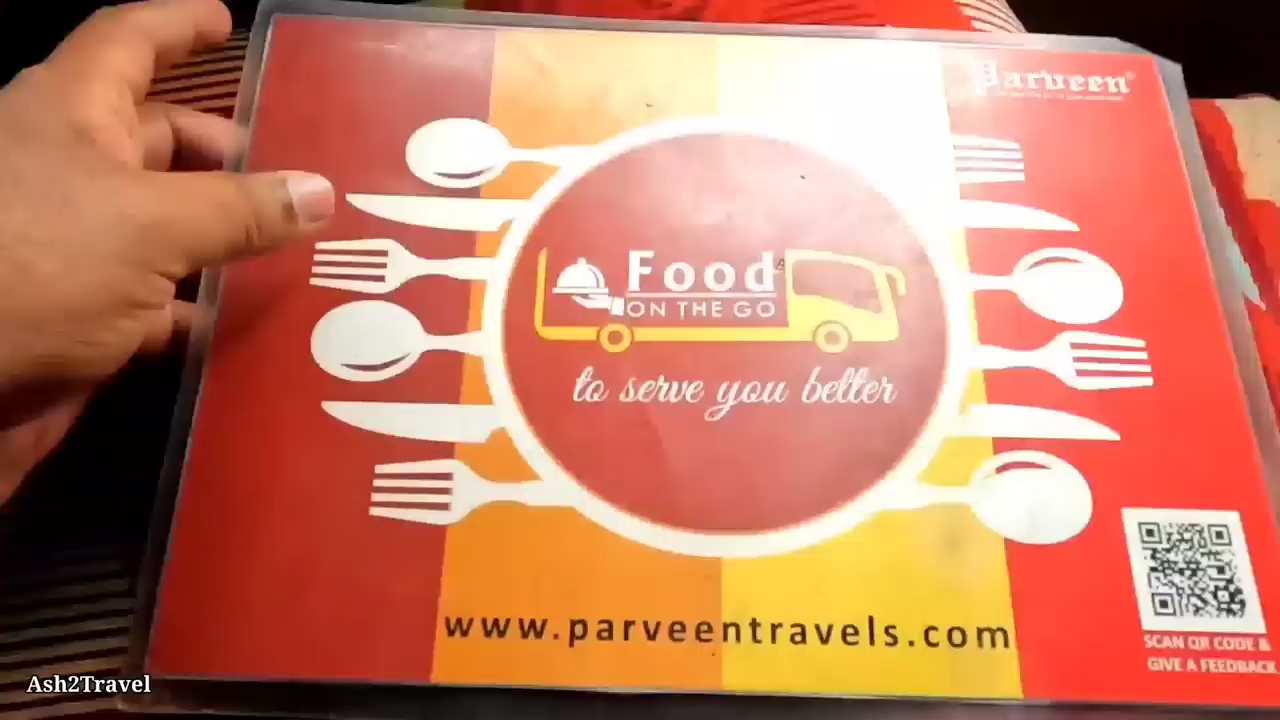 Parveen
Food
ON THE GO
to serve you better
www.parveentravels.com
SCAN QR CODE &
GIVE A FEEDBACK
Ash2Travel